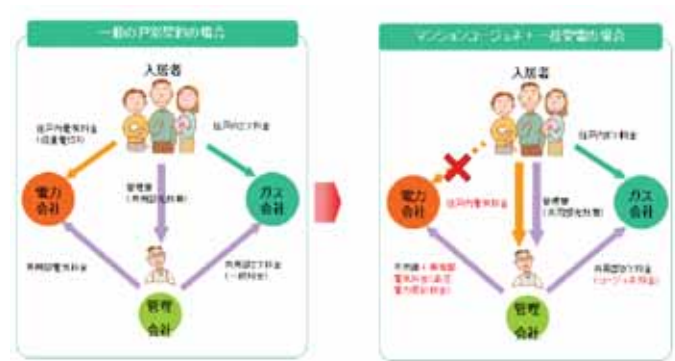 一般の戸別契約の場合
入居者
住戸内電気料金
(従量電灯)
住戸内ガス料金
電力
会社
管理費
(共用部光熱費)
ガス
会社
共用部電気料金
共用部ガス料金
(一般料金)
管理
会社
マンションコージェネ+一括受電の場合
入居者
住戸内ガス料金
電力
会社
住戸内電気料金
管理費
(共用部光熱費)
ガス
会社
共用部ガス料金
(コージェネ料金)
管理
会社